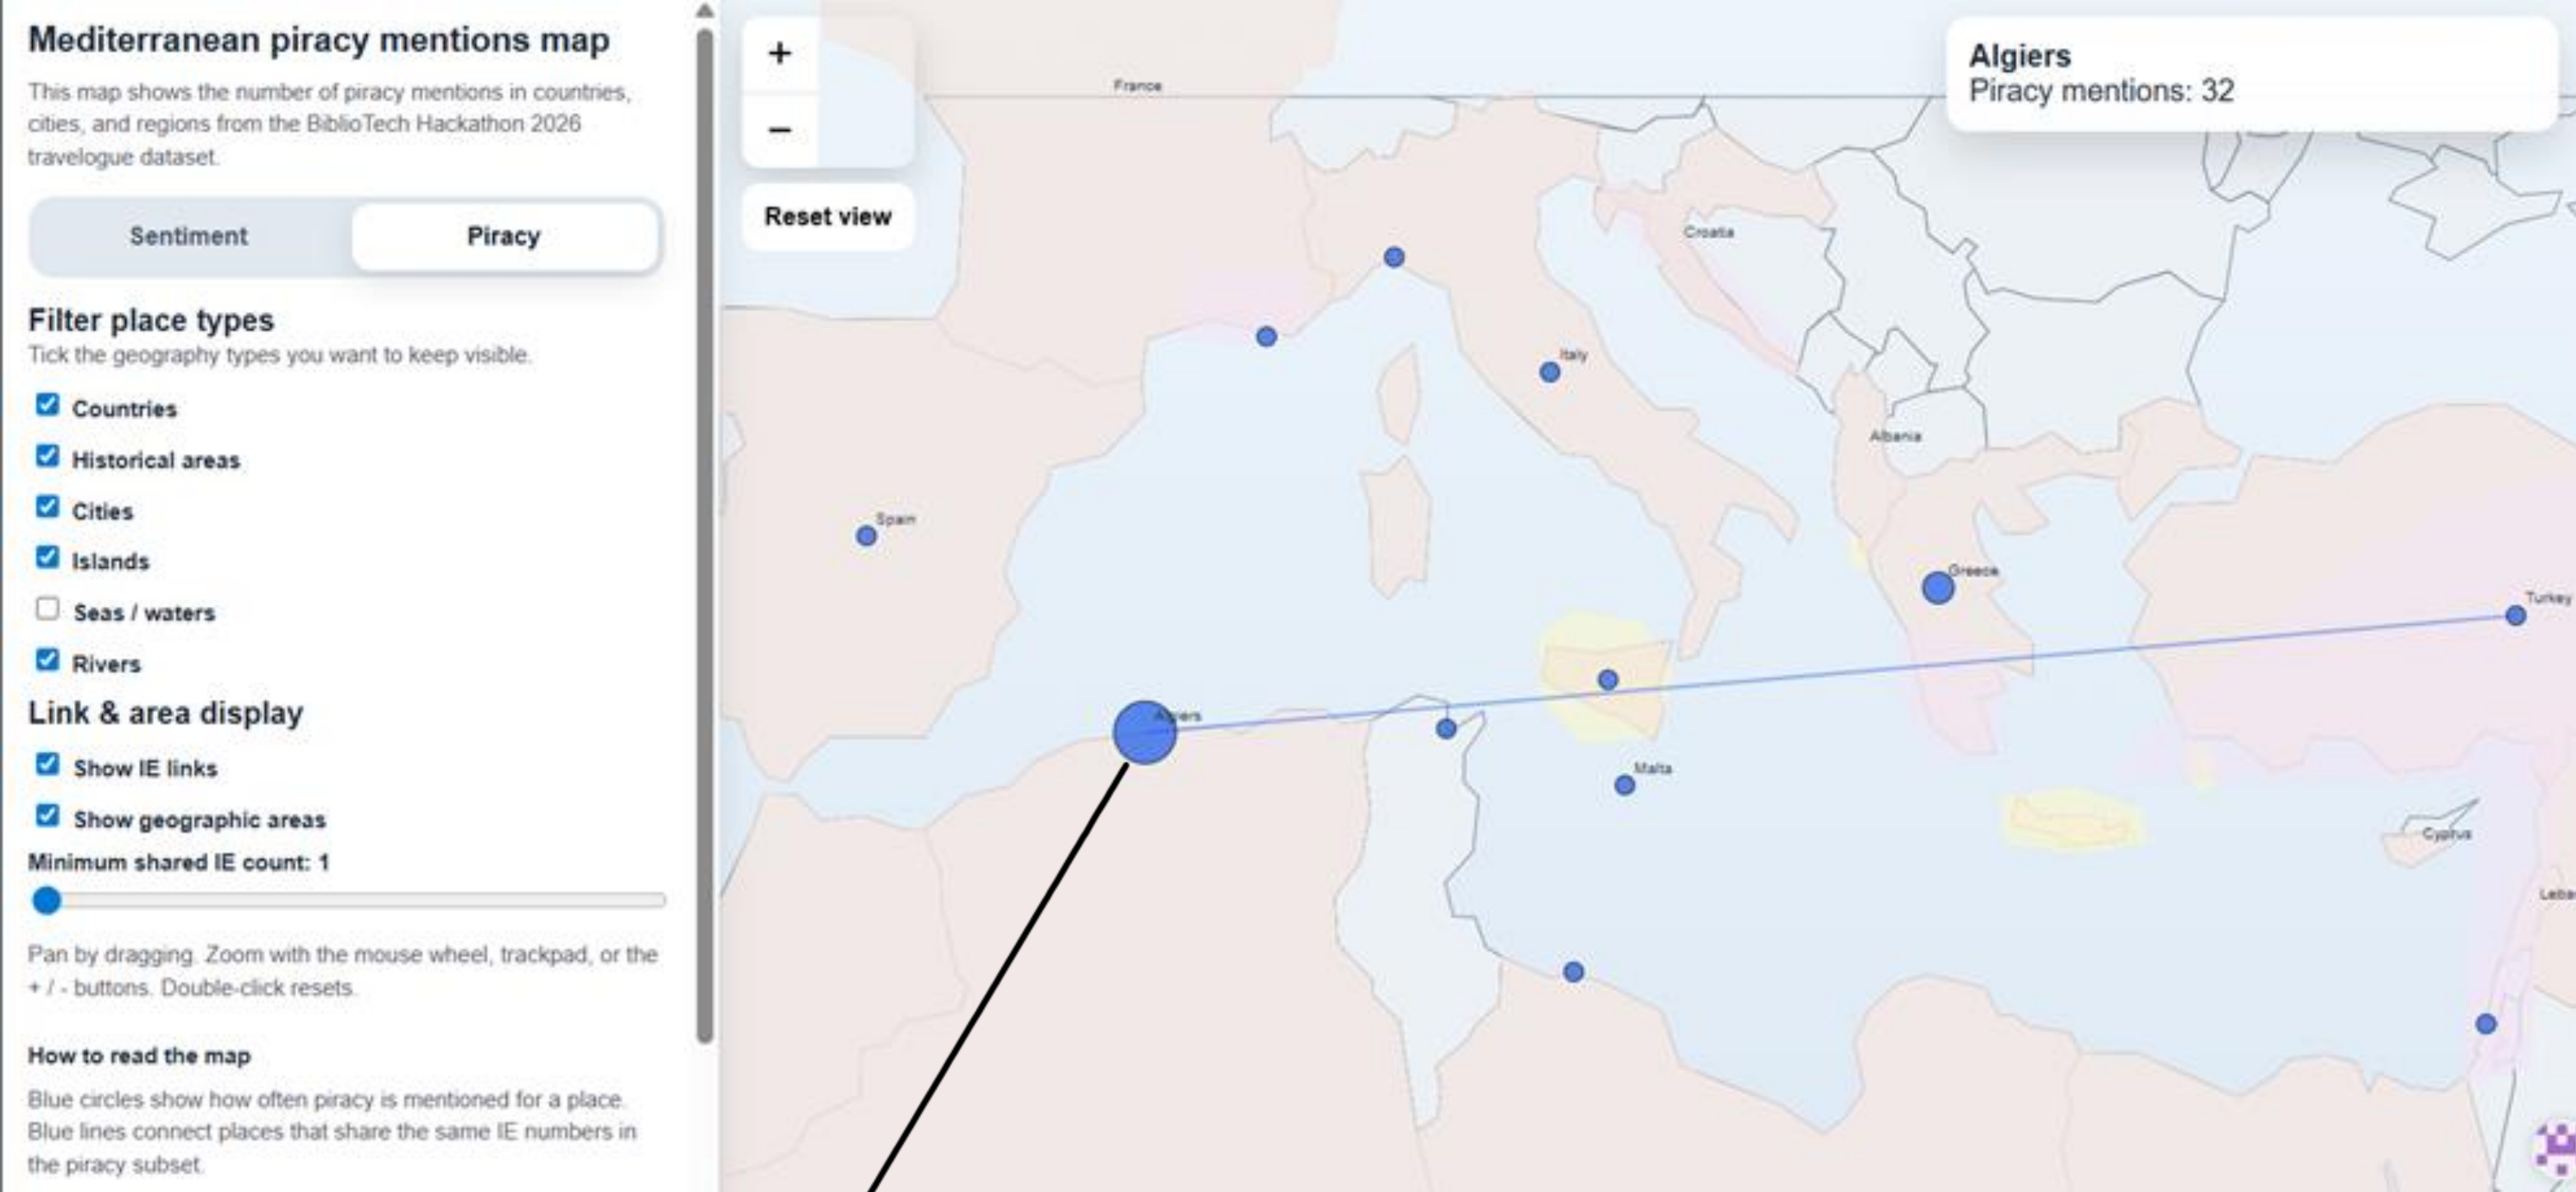 Mediterranean piracy mentions map
This map shows the number of piracy mentions in countries,
cities, and regions from the BiblioTech Hackathon 2026
travelogue dataset.
Sentiment
Piracy
Filter place types
Tick the geography types you want to keep visible.
Countries
Historical areas
Cities
Islands
Seas / waters
Rivers
Link & area display
Show IE links
Show geographic areas
Minimum shared IE count: 1
Pan by dragging. Zoom with the mouse wheel, trackpad, or the
+ / - buttons. Double-click resets.
How to read the map
Blue circles show how often piracy is mentioned for a place.
Blue lines connect places that share the same IE numbers in
the piracy subset.
+
−
Reset view
Algiers
Piracy mentions: 32
France
Croatia
Italy
Albania
Spain
Greece
Turkey
Algiers
Malta
Cyprus
Leba